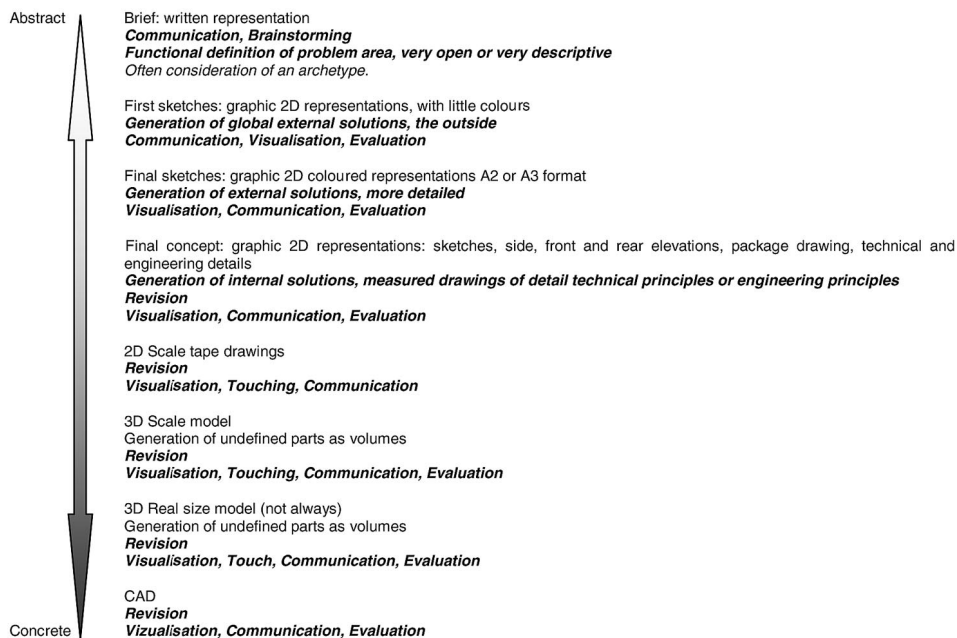 Abstract
Brief: written representation
Communication, Brainstorming
Functional definition of problem area, very open or very descriptive
Often consideration of an archetype.
First sketches: graphic 2D representations, with little colours
Generation of global external solutions, the outside
Communication, Visualisation, Evaluation
Final sketches: graphic 2D coloured representations A2 or A3 format
Generation of external solutions, more detailed
Visualisation, Communication, Evaluation
Final concept: graphic 2D representations: sketches, side, front and rear elevations, package drawing, technical and
engineering details
Generation of internal solutions, measured drawings of detail technical principles or engineering principles
Revision
Visualisation, Communication, Evaluation
2D Scale tape drawings
Revision
Visualisation, Touching, Communication
3D Scale model
Generation of undefined parts as volumes
Revision
Visualisation, Touching, Communication, Evaluation
3D Real size model (not always)
Generation of undefined parts as volumes
Revision
Visualisation, Touch, Communication, Evaluation
CAD
Revision
Concrete
Vizualisation, Communication, Evaluation